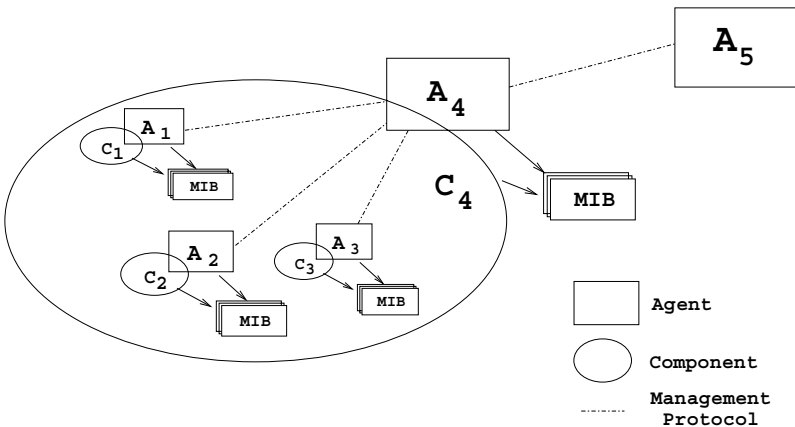 A5
A4
A1
C1
MIB
C4
MIB
A2
C2
MIB
A3
C3
MIB
Agent
Component
Management
Protocol